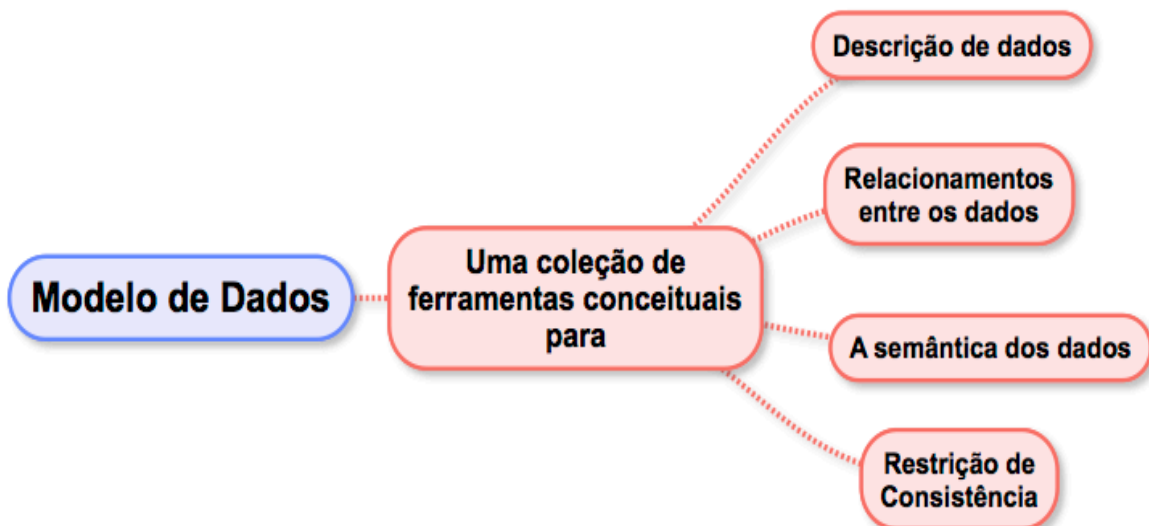 Modelo de Dados
Uma coleção de
ferramentas conceituais
para
Descrição de dados
Relacionamentos
entre os dados
A semântica dos dados
Restrição de
Consistência